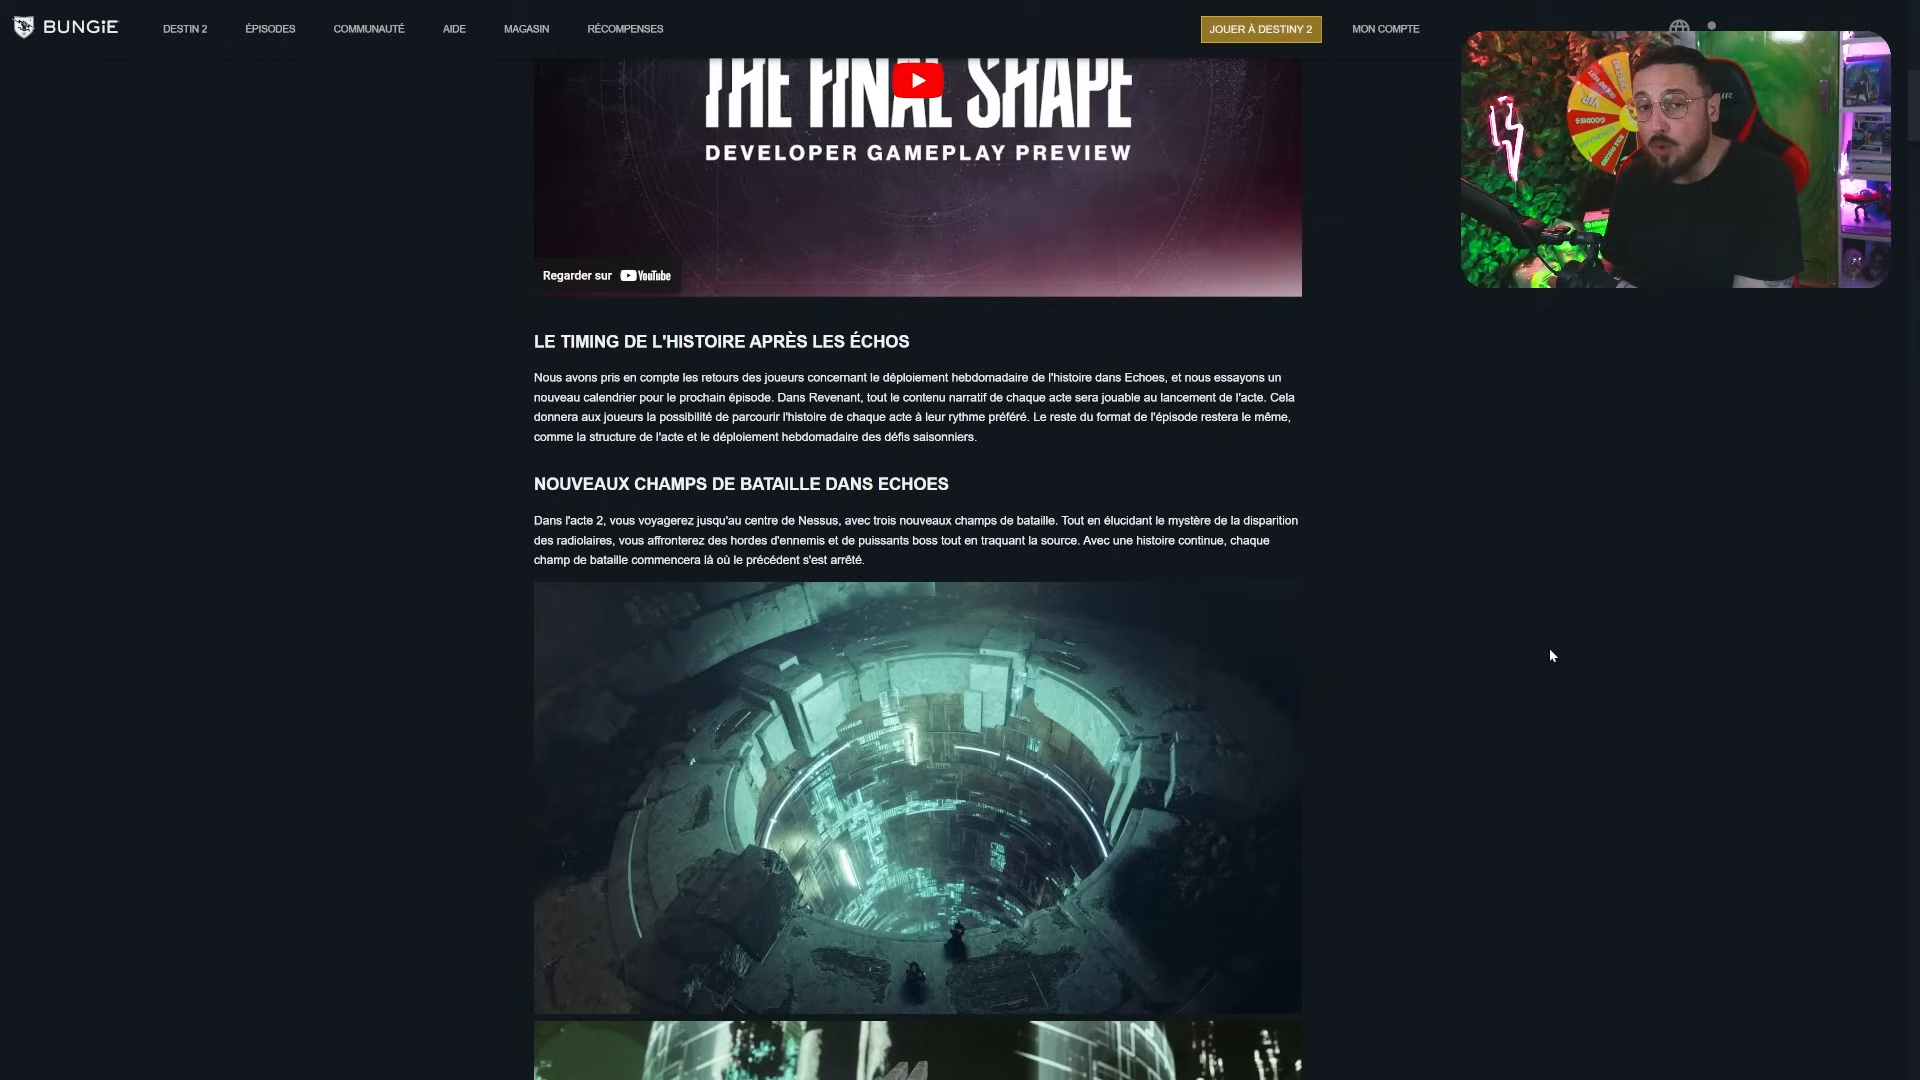 BUNGiE
DESTIN 2
ÉPISODES
COMMUNAUTÉ
AIDE
MAGASIN
RÉCOMPENSES
JOUER À DESTINY 2
MON COMPTE
THE FINAL SHAPE
DEVELOPER GAMEPLAY PREVIEW
Regarder sur YouTube
LE TIMING DE L'HISTOIRE APRÈS LES ÉCHOS
Nous avons pris en compte les retours des joueurs concernant le déploiement hebdomadaire de l'histoire dans Echoes, et nous essayons un
nouveau calendrier pour le prochain épisode. Dans Revenant, tout le contenu narratif de chaque acte sera jouable au lancement de l'acte. Cela
donnera aux joueurs la possibilité de parcourir l'histoire de chaque acte à leur rythme préféré. Le reste du format de l'épisode restera le même,
comme la structure de l'acte et le déploiement hebdomadaire des défis saisonniers.
NOUVEAUX CHAMPS DE BATAILLE DANS ECHOES
Dans l'acte 2, vous voyagerez jusqu'au centre de Nessus, avec trois nouveaux champs de bataille. Tout en élucidant le mystère de la disparition
des radiolaires, vous affronterez des hordes d'ennemis et de puissants boss tout en traquant la source. Avec une histoire continue, chaque
champ de bataille commencera là où le précédent s'est arrêté.
VIP
GOODIES